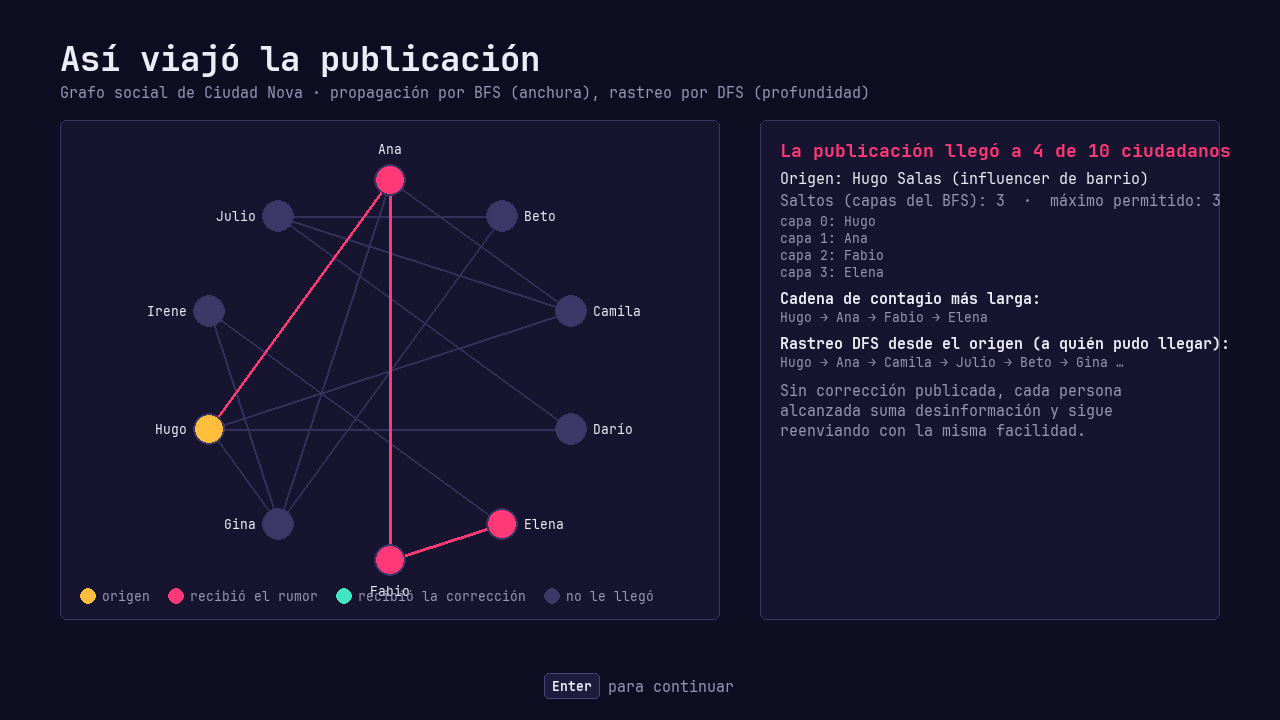 Así viajó la publicación
Grafo social de Ciudad Nova · propagación por BFS (anchura), rastreo por DFS (profundidad)
Ana
Julio
Beto
Irene
Camila
Hugo
Darío
Gina
Elena
Fabio
origen
recibió el rumor
recibió la corrección
no le llegó
La publicación llegó a 4 de 10 ciudadanos
Origen: Hugo Salas (influencer de barrio)
Saltos (capas del BFS): 3 · máximo permitido: 3
capa 0: Hugo
capa 1: Ana
capa 2: Fabio
capa 3: Elena
Cadena de contagio más larga:
Hugo → Ana → Fabio → Elena
Rastreo DFS desde el origen (a quién pudo llegar):
Hugo → Ana → Camila → Julio → Beto → Gina …
Sin corrección publicada, cada persona
alcanzada suma desinformación y sigue
reenviando con la misma facilidad.
Enter para continuar